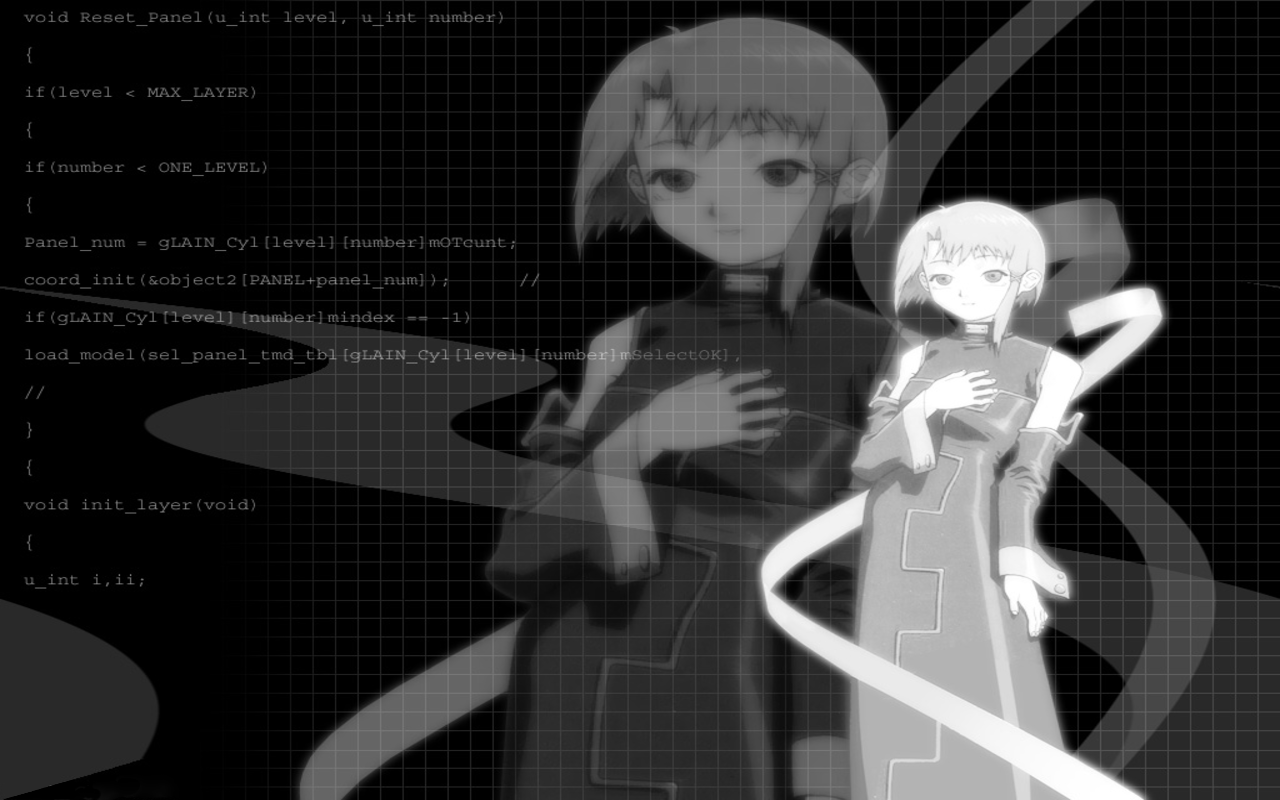 void Reset_Panel(u_int level, u_int number)
{
if(level < MAX_LAYER)
{
if(number < ONE_LEVEL)
{
Panel_num = gLAIN_Cyl[level][number]mOTcunt;
coord_init(&object2[PANEL+panel_num]); //
if(gLAIN_Cyl[level][number]mindex == -1)
load_model(sel_panel_tmd_tbl[gLAIN_Cyl[level][number]mSelectOK],
//
}
{
void init_layer(void)
{
u_int i,ii;